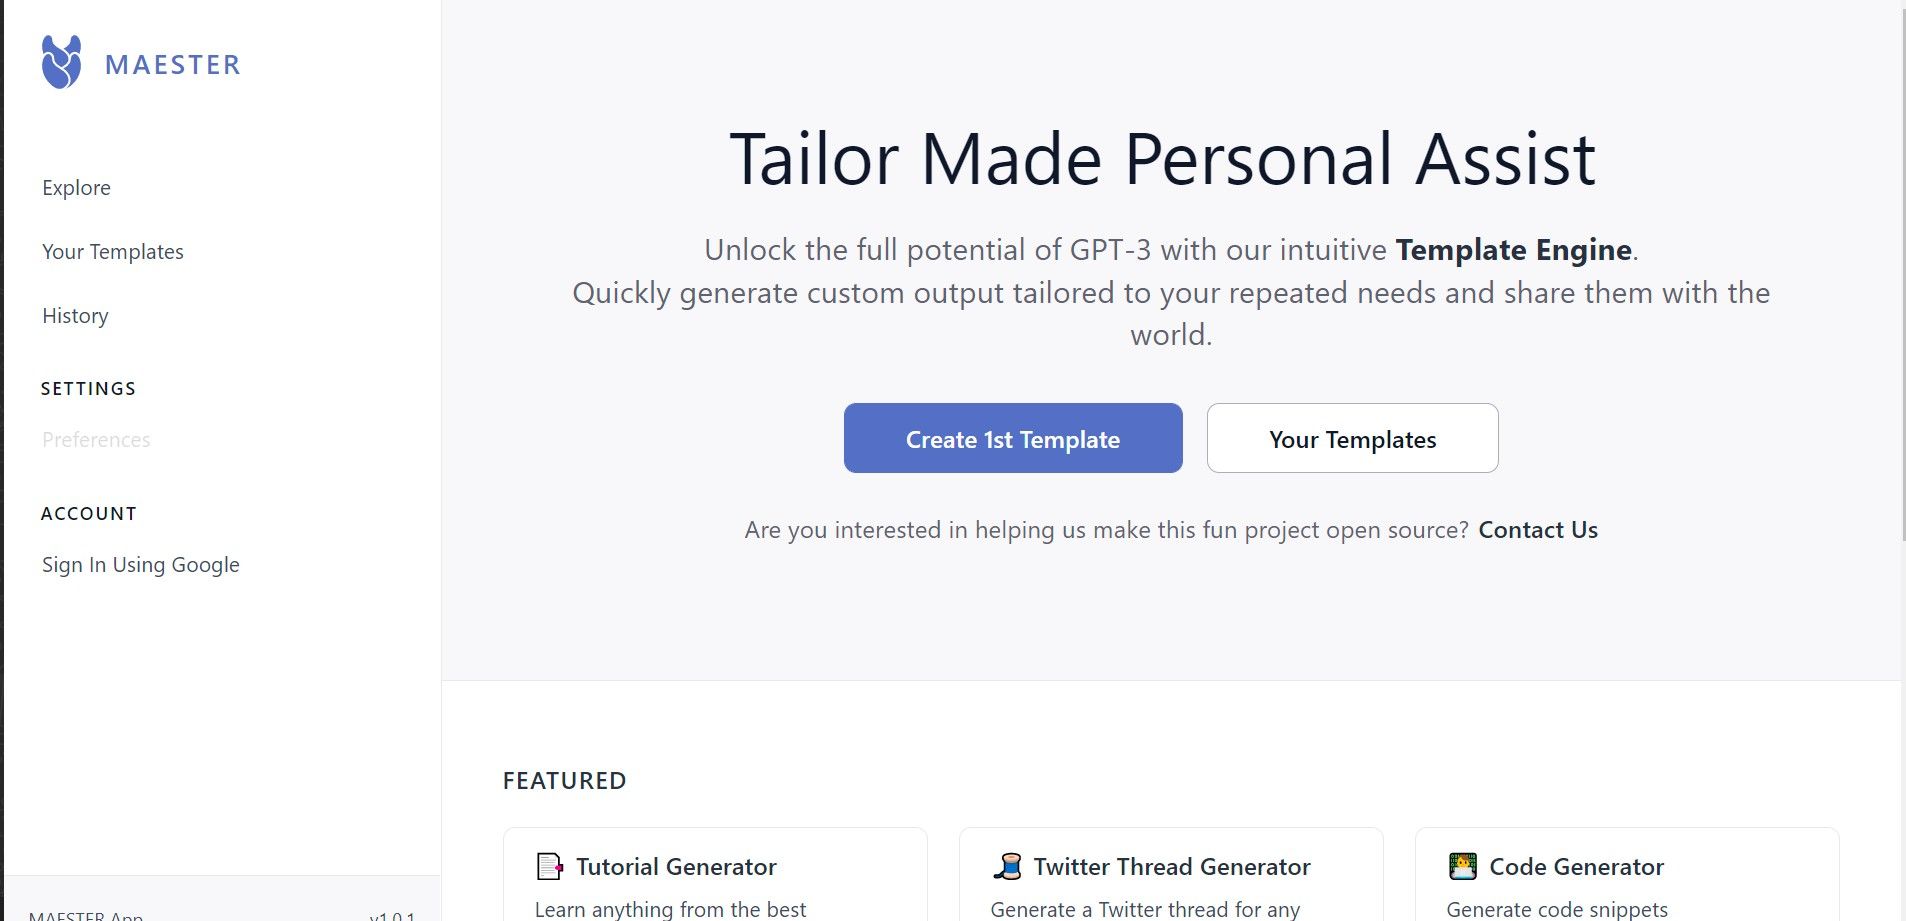 MAESTER
Explore
Your Templates
History
SETTINGS
Preferences
ACCOUNT
Sign In Using Google
MAESTER App
v1.0.1
Tailor Made Personal Assist
Unlock the full potential of GPT-3 with our intuitive Template Engine.
Quickly generate custom output tailored to your repeated needs and share them with the
world.
Create 1st Template
Your Templates
Are you interested in helping us make this fun project open source? Contact Us
FEATURED
Tutorial Generator
Learn anything from the best
Twitter Thread Generator
Generate a Twitter thread for any
Code Generator
Generate code snippets